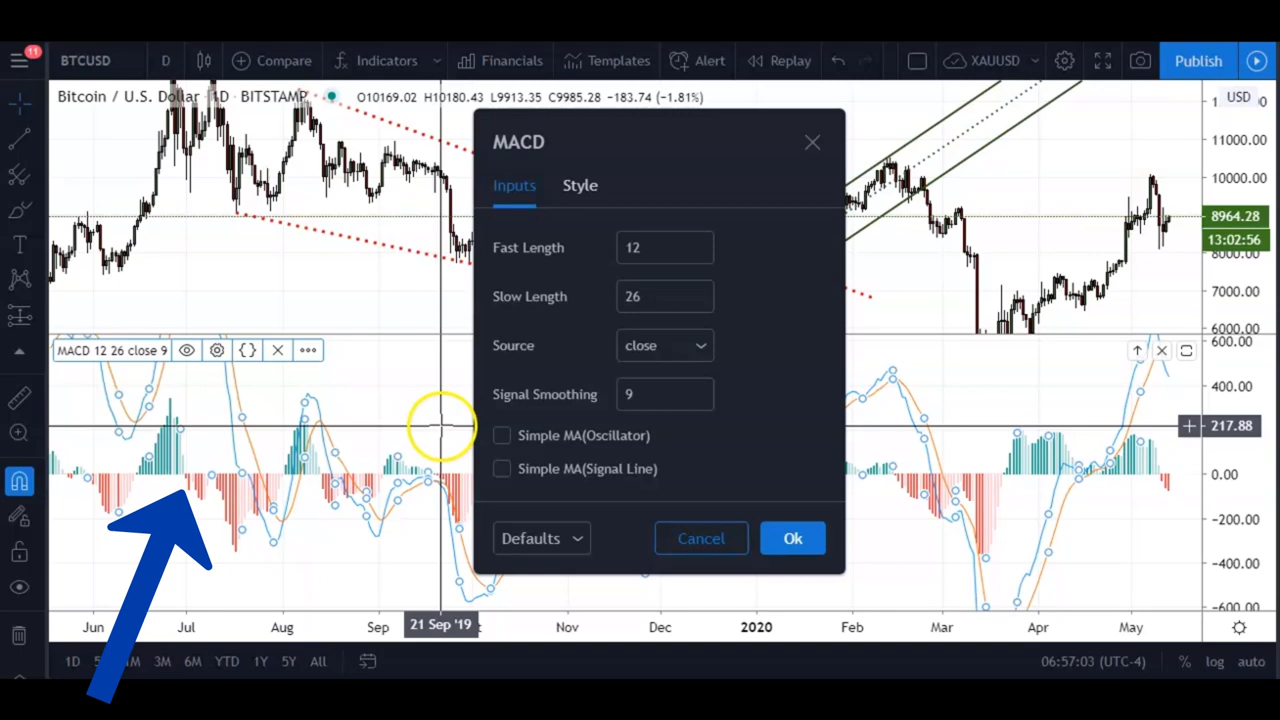 11
BTCUSD D Compare Indicators Financials Templates Alert Replay XAUUSD Publish
Bitcoin / U.S. Dollar 1D BITSTAMP O10169.02 H10180.43 L9913.35 C9985.28 −183.74 (−1.81%)
USD
11000.00
10000.00
8964.28
13:02:56
8000.00
7000.00
6000.00
MACD
Inputs Style
Fast Length 12
Slow Length 26
Source close
Signal Smoothing 9
Simple MA(Oscillator)
Simple MA(Signal Line)
Defaults Cancel Ok
MACD 12 26 close 9
600.00
400.00
217.88
0.00
−200.00
−400.00
−600.00
Jun Jul Aug Sep 21 Sep '19 Nov Dec 2020 Feb Mar Apr May
1D 3M 6M YTD 1Y 5Y All 06:57:03 (UTC-4) % log auto